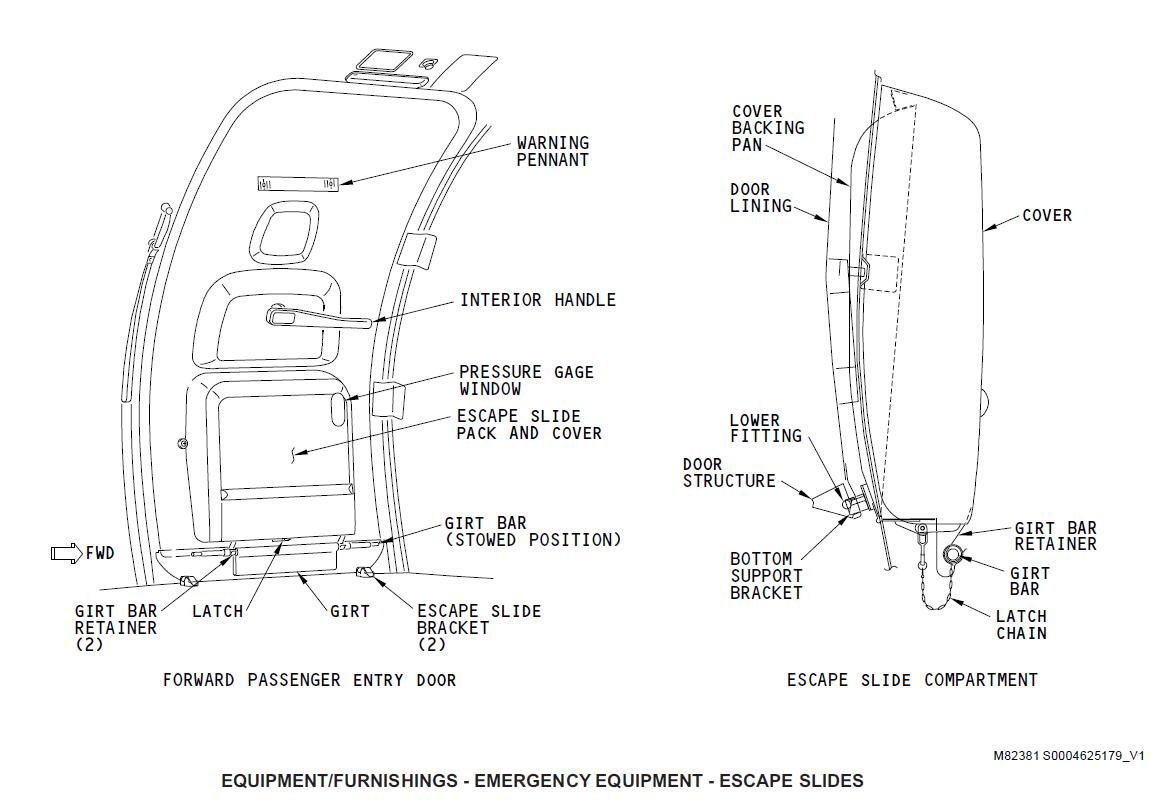 WARNING
PENNANT
INTERIOR HANDLE
PRESSURE GAGE
WINDOW
ESCAPE SLIDE
PACK AND COVER
GIRT BAR
(STOWED POSITION)
FWD
GIRT BAR
RETAINER
(2)
LATCH
GIRT
ESCAPE SLIDE
BRACKET
(2)
FORWARD PASSENGER ENTRY DOOR
COVER
BACKING
PAN
DOOR
LINING
COVER
LOWER
FITTING
DOOR
STRUCTURE
BOTTOM
SUPPORT
BRACKET
GIRT BAR
RETAINER
GIRT
BAR
LATCH
CHAIN
ESCAPE SLIDE COMPARTMENT
M82381 S0004625179_V1
EQUIPMENT/FURNISHINGS - EMERGENCY EQUIPMENT - ESCAPE SLIDES